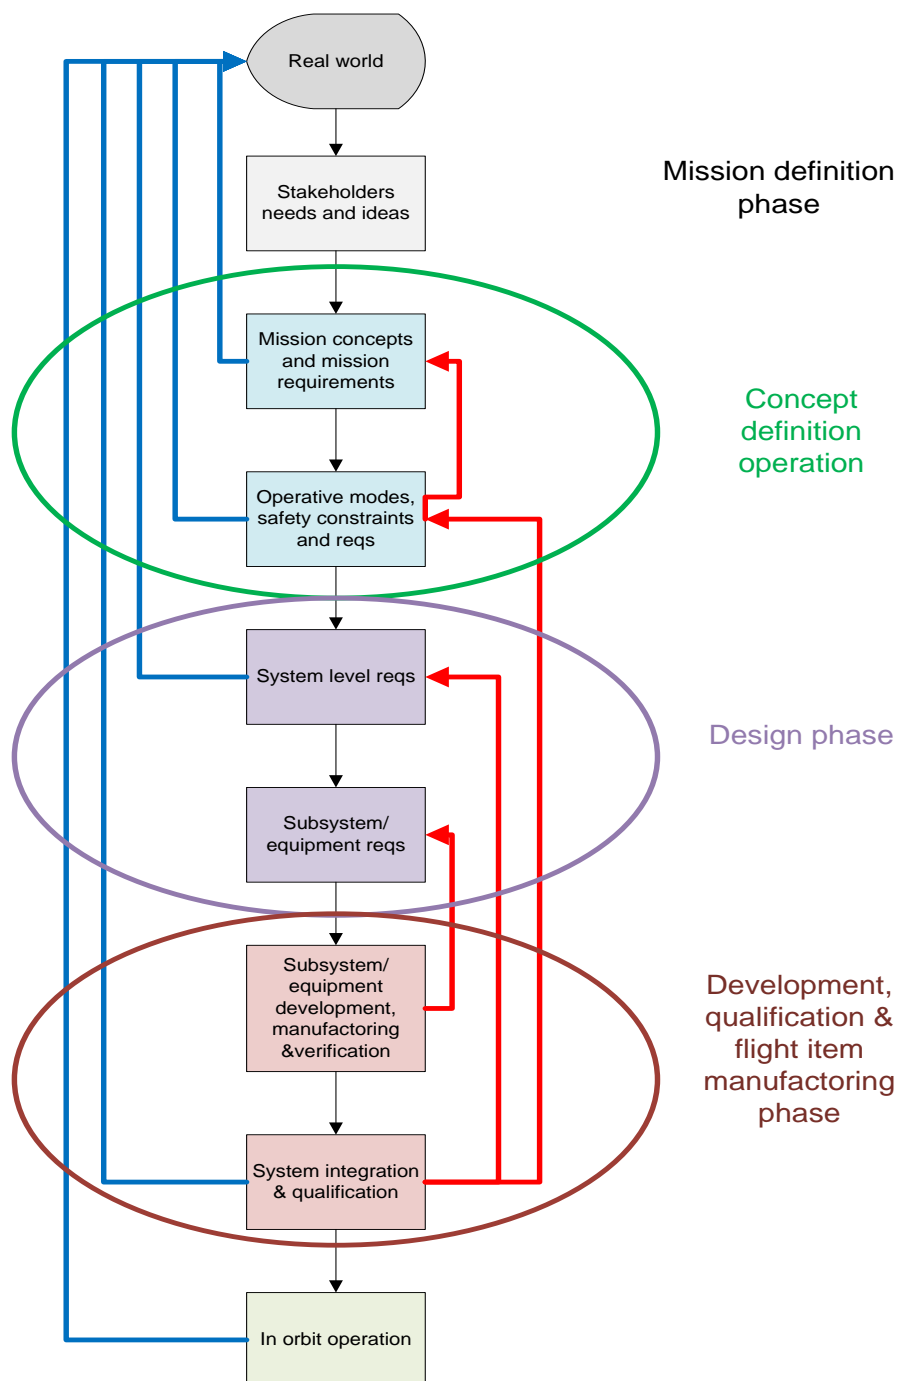 Real world
Stakeholders
needs and ideas
Mission definition
phase
Mission concepts
and mission
requirements
Concept
definition
operation
Operative modes,
safety constraints
and reqs
System level reqs
Design phase
Subsystem/
equipment reqs
Subsystem/
equipment
development,
manufactoring
&verification
Development,
qualification &
flight item
manufactoring
phase
System integration
& qualification
In orbit operation